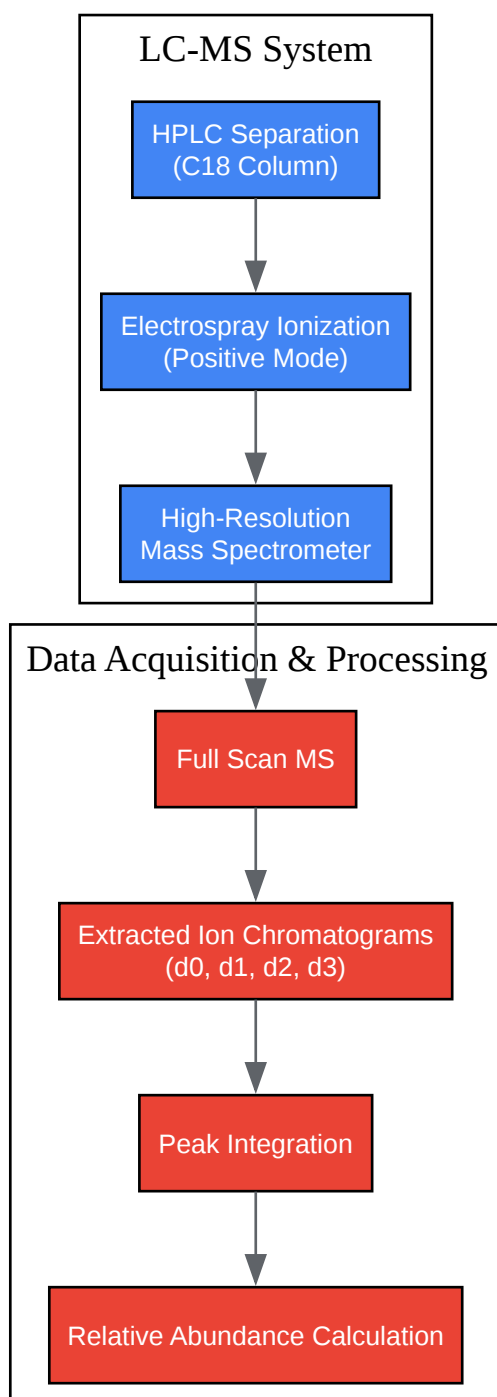 LC-MS System
HPLC Separation
(C18 Column)
Electrospray Ionization
(Positive Mode)
High-Resolution
Mass Spectrometer
Data Acquisition & Processing
Full Scan MS
Extracted Ion Chromatograms
(d0, d1, d2, d3)
Peak Integration
Relative Abundance Calculation